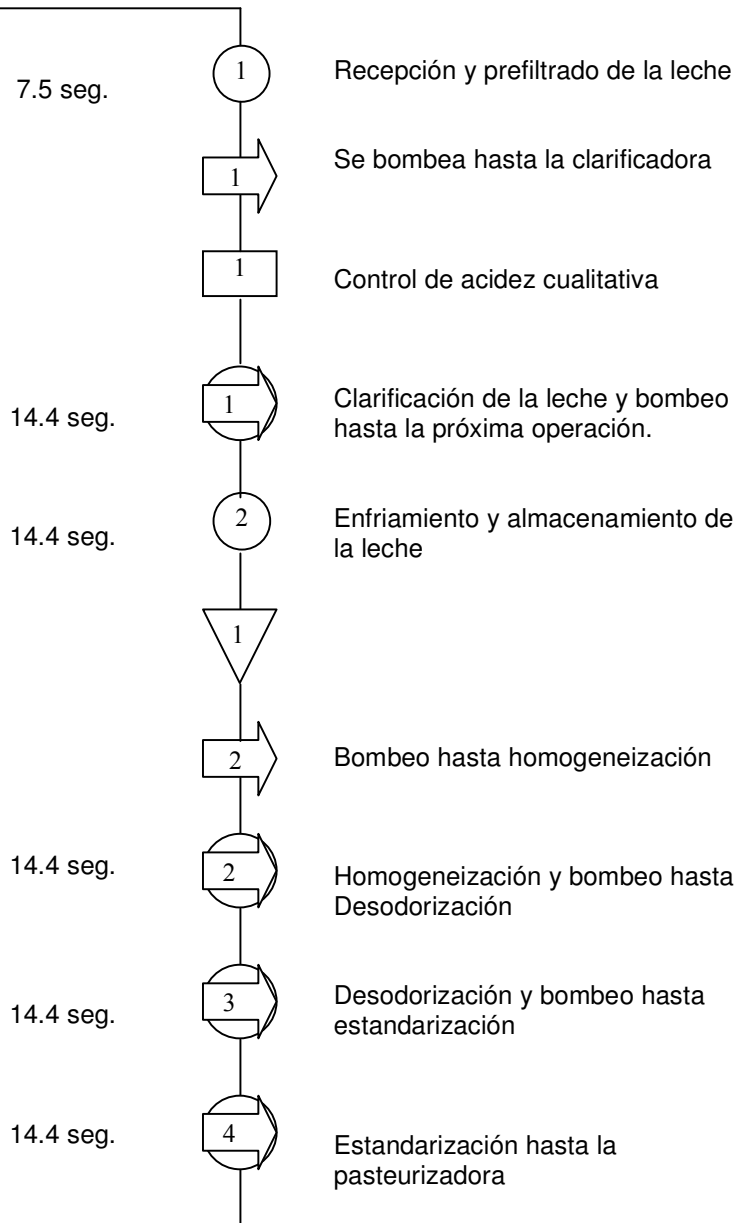 7.5 seg.
1
Recepción y prefiltrado de la leche
1
Se bombea hasta la clarificadora
1
Control de acidez cualitativa
14.4 seg.
1
Clarificación de la leche y bombeo
hasta la próxima operación.
14.4 seg.
2
Enfriamiento y almacenamiento de
la leche
1
2
Bombeo hasta homogeneización
14.4 seg.
2
Homogeneización y bombeo hasta
Desodorización
14.4 seg.
3
Desodorización y bombeo hasta
estandarización
14.4 seg.
4
Estandarización hasta la
pasteurizadora